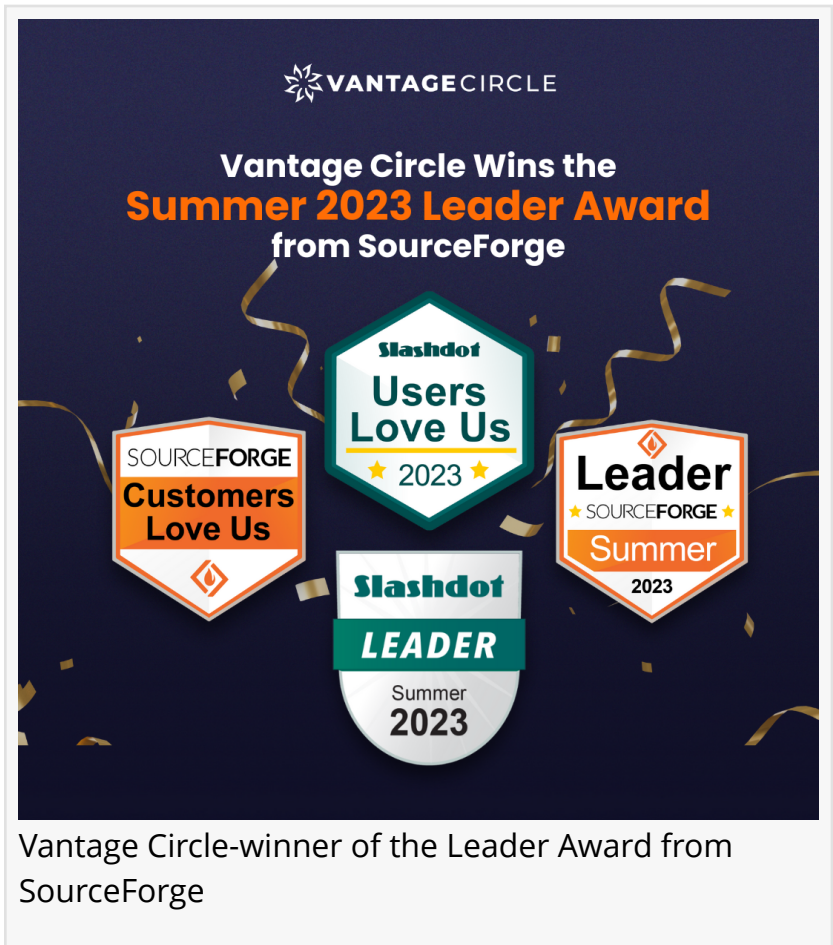 VANTAGECIRCLE
Vantage Circle Wins the
Summer 2023 Leader Award
from SourceForge
Slashdot
Users
Love Us
2023
SOURCEFORGE
Customers
Love Us
Leader
SOURCEFORGE
Summer
2023
Slashdot
LEADER
Summer
2023
Vantage Circle-winner of the Leader Award from
SourceForge